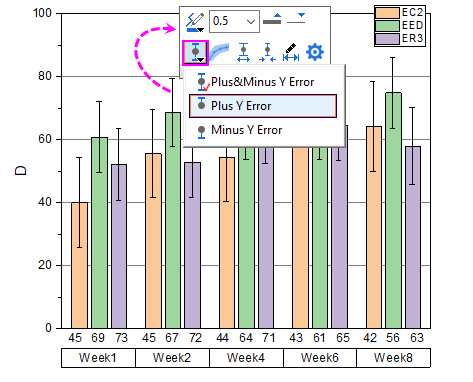 100
80
60
40
20
0
D
0.5
EC2
EED
ER3
Plus&Minus Y Error
Plus Y Error
Minus Y Error
45 69 73 45 67 72 44 64 71 43 61 65 42 56 63
Week1 Week2 Week4 Week6 Week8